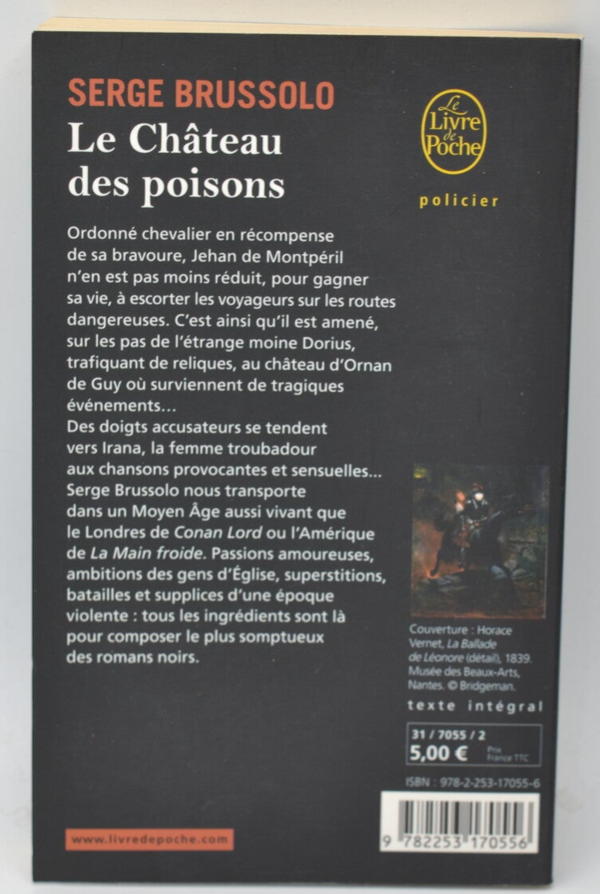 SERGE BRUSSOLO
Le Château
des poisons
Le
Livre
de
Poche
policier
Ordonné chevalier en récompense
de sa bravoure, Jehan de Montpéril
n'en est pas moins réduit, pour gagner
sa vie, à escorter les voyageurs sur les routes
dangereuses. C'est ainsi qu'il est amené,
sur les pas de l'étrange moine Dorius,
trafiquant de reliques, au château d'Ornan
de Guy où surviennent de tragiques
événements…
Des doigts accusateurs se tendent
vers Irana, la femme troubadour
aux chansons provocantes et sensuelles...
Serge Brussolo nous transporte
dans un Moyen Âge aussi vivant que
le Londres de Conan Lord ou l'Amérique
de La Main froide. Passions amoureuses,
ambitions des gens d'Église, superstitions,
batailles et supplices d'une époque
violente : tous les ingrédients sont là
pour composer le plus somptueux
des romans noirs.
Couverture : Horace
Vernet, La Ballade
de Léonore (détail), 1839.
Musée des Beaux-Arts,
Nantes. © Bridgeman.
texte intégral
31 / 7055 / 2
5,00 € Prix
France TTC
ISBN : 978-2-253-17055-6
9 782253 170556
www.livredepoche.com